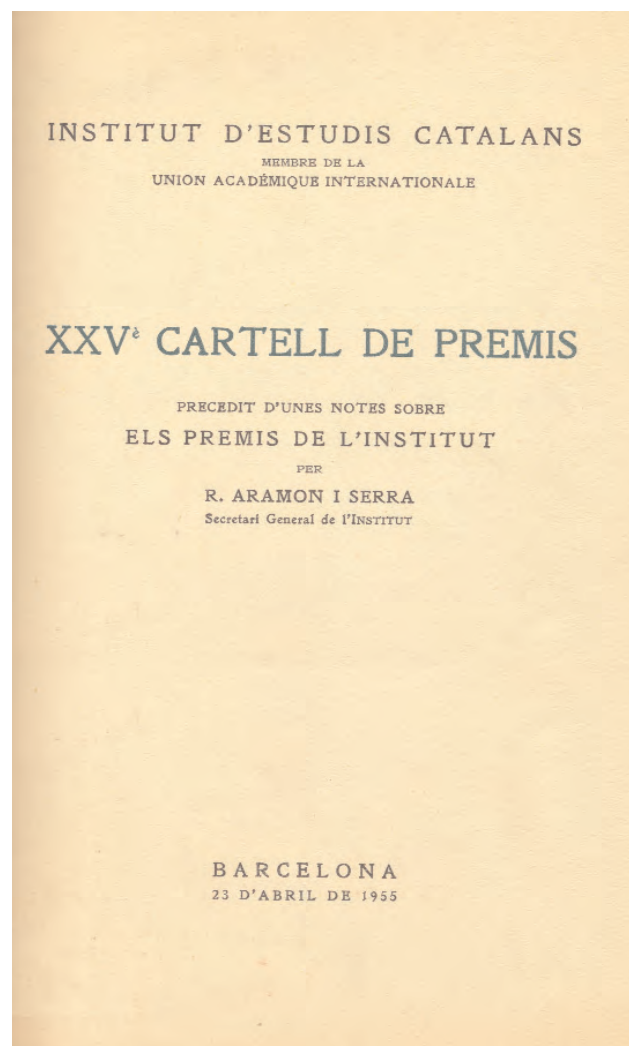 INSTITUT D'ESTUDIS CATALANS
MEMBRE DE LA
UNION ACADÉMIQUE INTERNATIONALE
XXVè CARTELL DE PREMIS
PRECEDIT D'UNES NOTES SOBRE
ELS PREMIS DE L'INSTITUT
PER
R. ARAMON I SERRA
Secretari General de l'INSTITUT
BARCELONA
23 D'ABRIL DE 1955